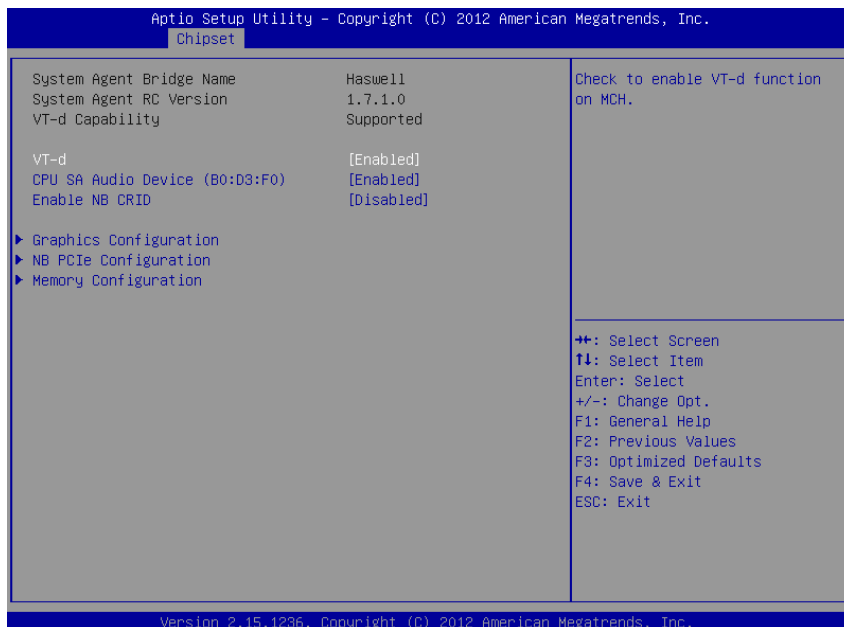 Aptio Setup Utility – Copyright (C) 2012 American Megatrends, Inc.
Chipset
System Agent Bridge Name Haswell
System Agent RC Version 1.7.1.0
VT-d Capability Supported
VT-d [Enabled]
CPU SA Audio Device (B0:D3:F0) [Enabled]
Enable NB CRID [Disabled]
Graphics Configuration
NB PCIe Configuration
Memory Configuration
Check to enable VT-d function
on MCH.
→←: Select Screen
↑↓: Select Item
Enter: Select
+/-: Change Opt.
F1: General Help
F2: Previous Values
F3: Optimized Defaults
F4: Save & Exit
ESC: Exit
Version 2.15.1236. Copyright (C) 2012 American Megatrends, Inc.